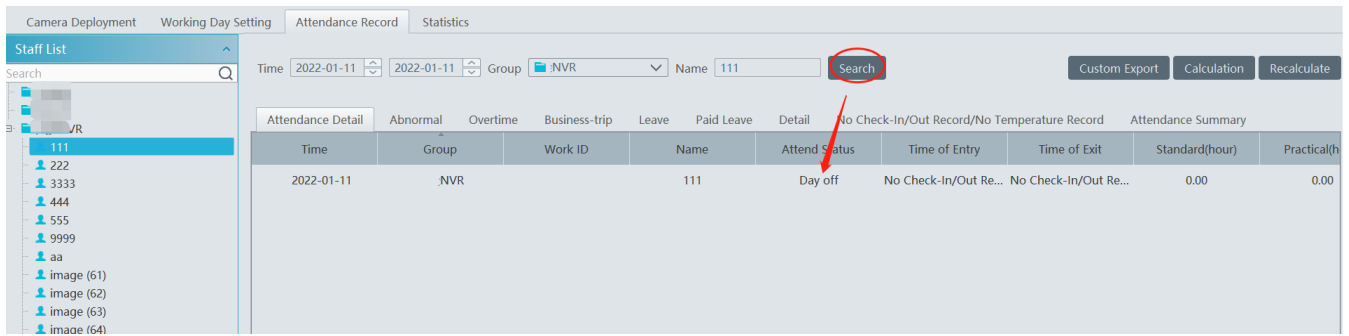 Camera Deployment Working Day Setting Attendance Record Statistics
Staff List
Search
Time 2022-01-11 2022-01-11 Group ;NVR Name 111 Search Custom Export Calculation Recalculate
Attendance Detail Abnormal Overtime Business-trip Leave Paid Leave Detail No Check-In/Out Record/No Temperature Record Attendance Summary
Time Group Work ID Name Attend Status Time of Entry Time of Exit Standard(hour) Practical(h
2022-01-11 ;NVR 111 Day off No Check-In/Out Re... No Check-In/Out Re... 0.00 0.00
111
222
3333
444
555
9999
aa
image (61)
image (62)
image (63)
image (64)